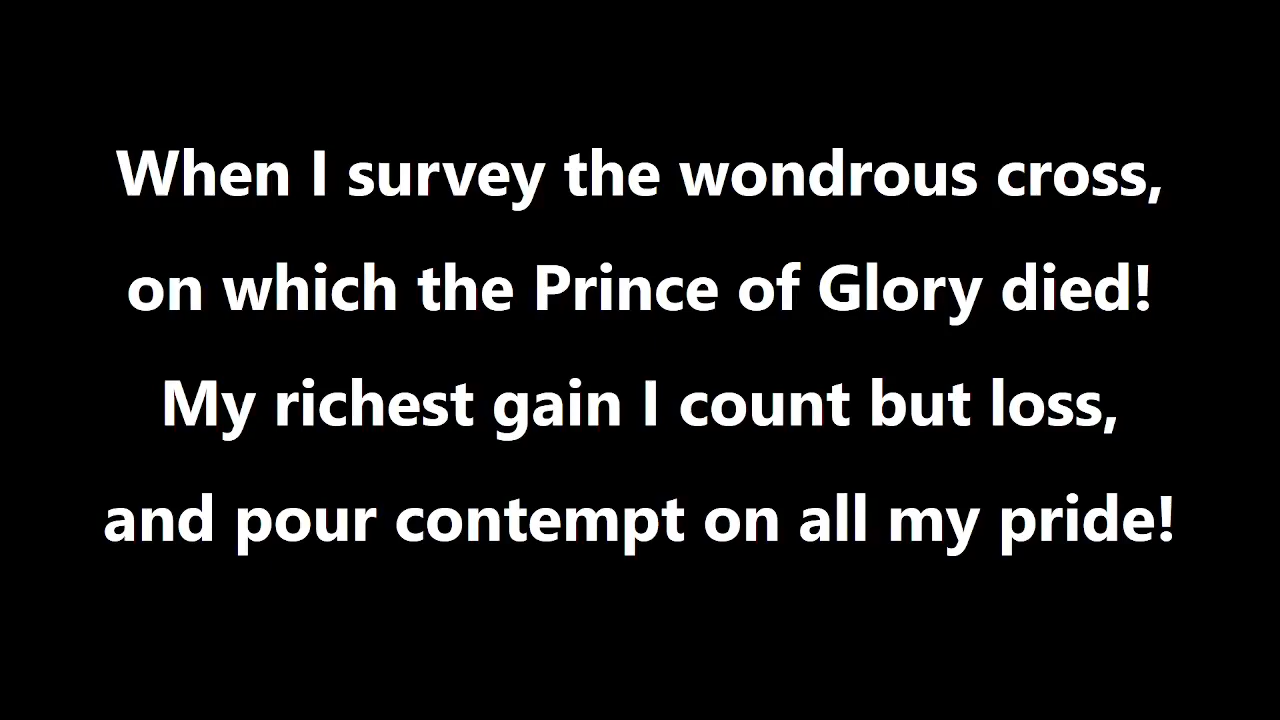 When I survey the wondrous cross,
on which the Prince of Glory died!
My richest gain I count but loss,
and pour contempt on all my pride!